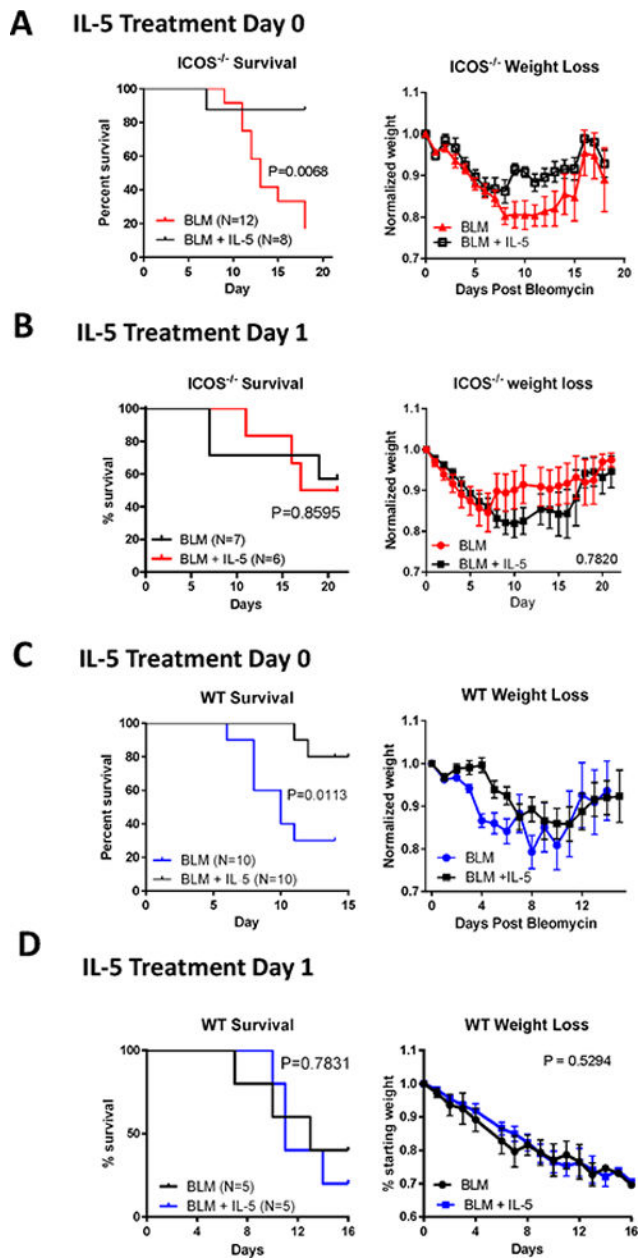 A IL-5 Treatment Day 0
ICOS-/- Survival
Percent survival
100
80
60
40
20
0
P=0.0068
BLM (N=12)
BLM + IL-5 (N=8)
0 5 10 15 20
Day
ICOS-/- Weight Loss
Normalized weight
1.0
0.9
0.8
0.7
BLM
BLM + IL-5
0 5 10 15 20
Days Post Bleomycin
B IL-5 Treatment Day 1
ICOS-/- Survival
% survival
100
80
60
40
20
0
P=0.8595
BLM (N=7)
BLM + IL-5 (N=6)
0 5 10 15 20
Days
ICOS-/- weight loss
Normalized weight
1.1
1.0
0.9
0.8
0.7
BLM
BLM + IL-5
0.7820
0 5 10 15 20
Day
C IL-5 Treatment Day 0
WT Survival
Percent survival
100
80
60
40
20
0
P=0.0113
BLM (N=10)
BLM + IL-5 (N=10)
0 5 10 15
Day
WT Weight Loss
Normalized weight
1.1
1.0
0.9
0.8
0.7
BLM
BLM +IL-5
0 4 8 12
Days Post Bleomycin
D
IL-5 Treatment Day 1
WT Survival
% survival
100
50
0
P=0.7831
BLM (N=5)
BLM + IL-5 (N=5)
0 2 4 6 8 10 12 14 16
Days
WT Weight Loss
% starting weight
1.1
1.0
0.9
0.8
0.7
0.6
P = 0.5294
BLM
BLM + IL-5
0 4 8 12 16
Days